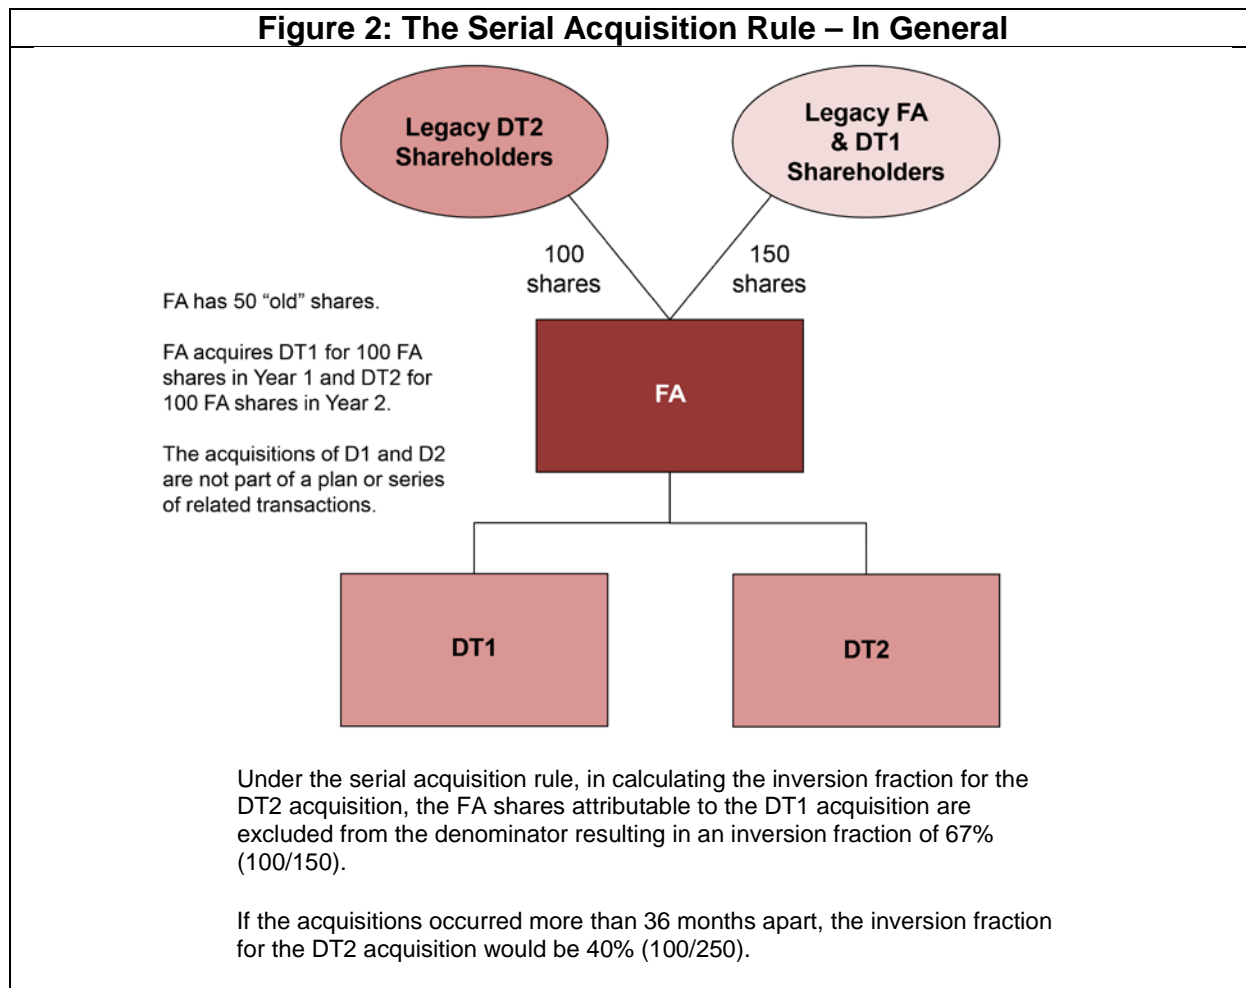 Figure 2: The Serial Acquisition Rule – In General
Legacy DT2
Shareholders
Legacy FA
& DT1
Shareholders
100
shares
150
shares
FA has 50 “old” shares.
FA acquires DT1 for 100 FA
shares in Year 1 and DT2 for
100 FA shares in Year 2.
The acquisitions of D1 and D2
are not part of a plan or series
of related transactions.
FA
DT1
DT2
Under the serial acquisition rule, in calculating the inversion fraction for the
DT2 acquisition, the FA shares attributable to the DT1 acquisition are
excluded from the denominator resulting in an inversion fraction of 67%
(100/150).
If the acquisitions occurred more than 36 months apart, the inversion fraction
for the DT2 acquisition would be 40% (100/250).